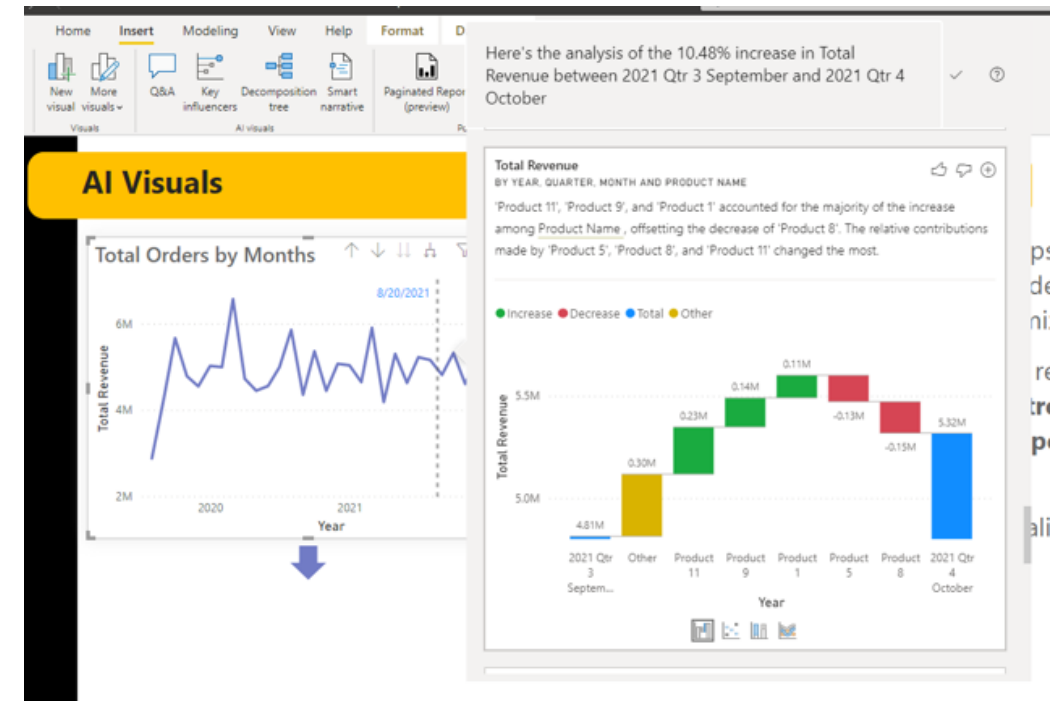 Home Insert Modeling View Help Format D
New visual
More visuals
Q&A
Key influencers
Decomposition tree
Smart narrative
Paginated Repor
(preview)
Visuals
AI visuals
Here's the analysis of the 10.48% increase in Total
Revenue between 2021 Qtr 3 September and 2021 Qtr 4
October
AI Visuals
Total Orders by Months
8/20/2021
6M
4M
2M
Total Revenue
2020
2021
Year
Total Revenue
BY YEAR, QUARTER, MONTH AND PRODUCT NAME
'Product 11', 'Product 9', and 'Product 1' accounted for the majority of the increase
among Product Name , offsetting the decrease of 'Product 8'. The relative contributions
made by 'Product 5', 'Product 8', and 'Product 11' changed the most.
Increase Decrease Total Other
Total Revenue
5.5M
5.0M
4.81M
0.30M
0.23M
0.14M
0.11M
-0.13M
-0.15M
5.32M
2021 Qtr
3
Septem...
Other
Product
11
Product
9
Product
1
Product
5
Product
8
2021 Qtr
4
October
Year